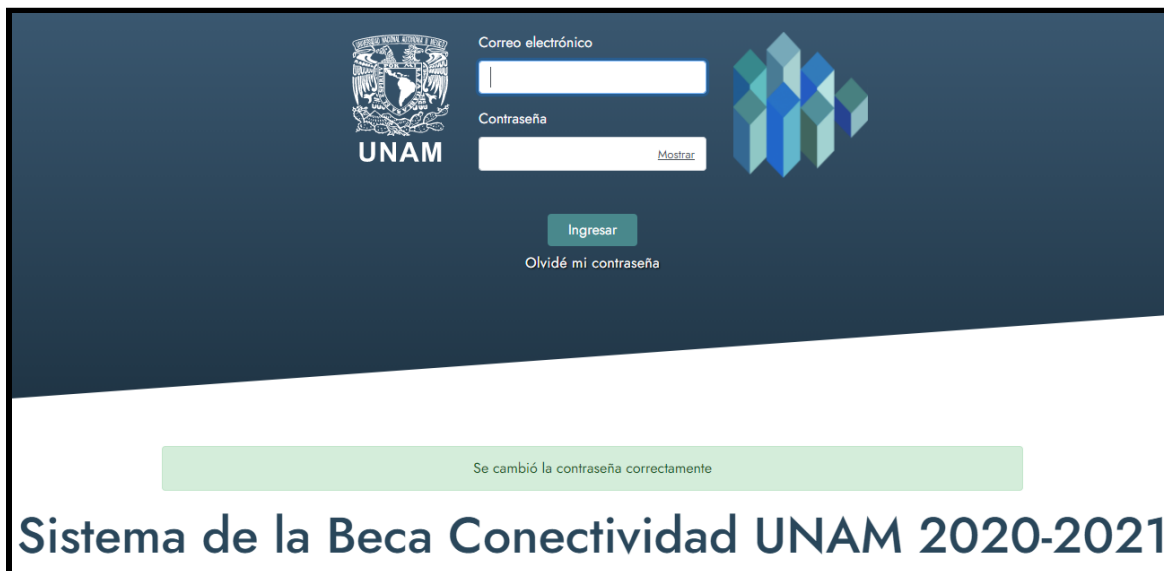 Correo electrónico
UNAM
Contraseña
Mostrar
Ingresar
Olvidé mi contraseña
Se cambió la contraseña correctamente
Sistema de la Beca Conectividad UNAM 2020-2021